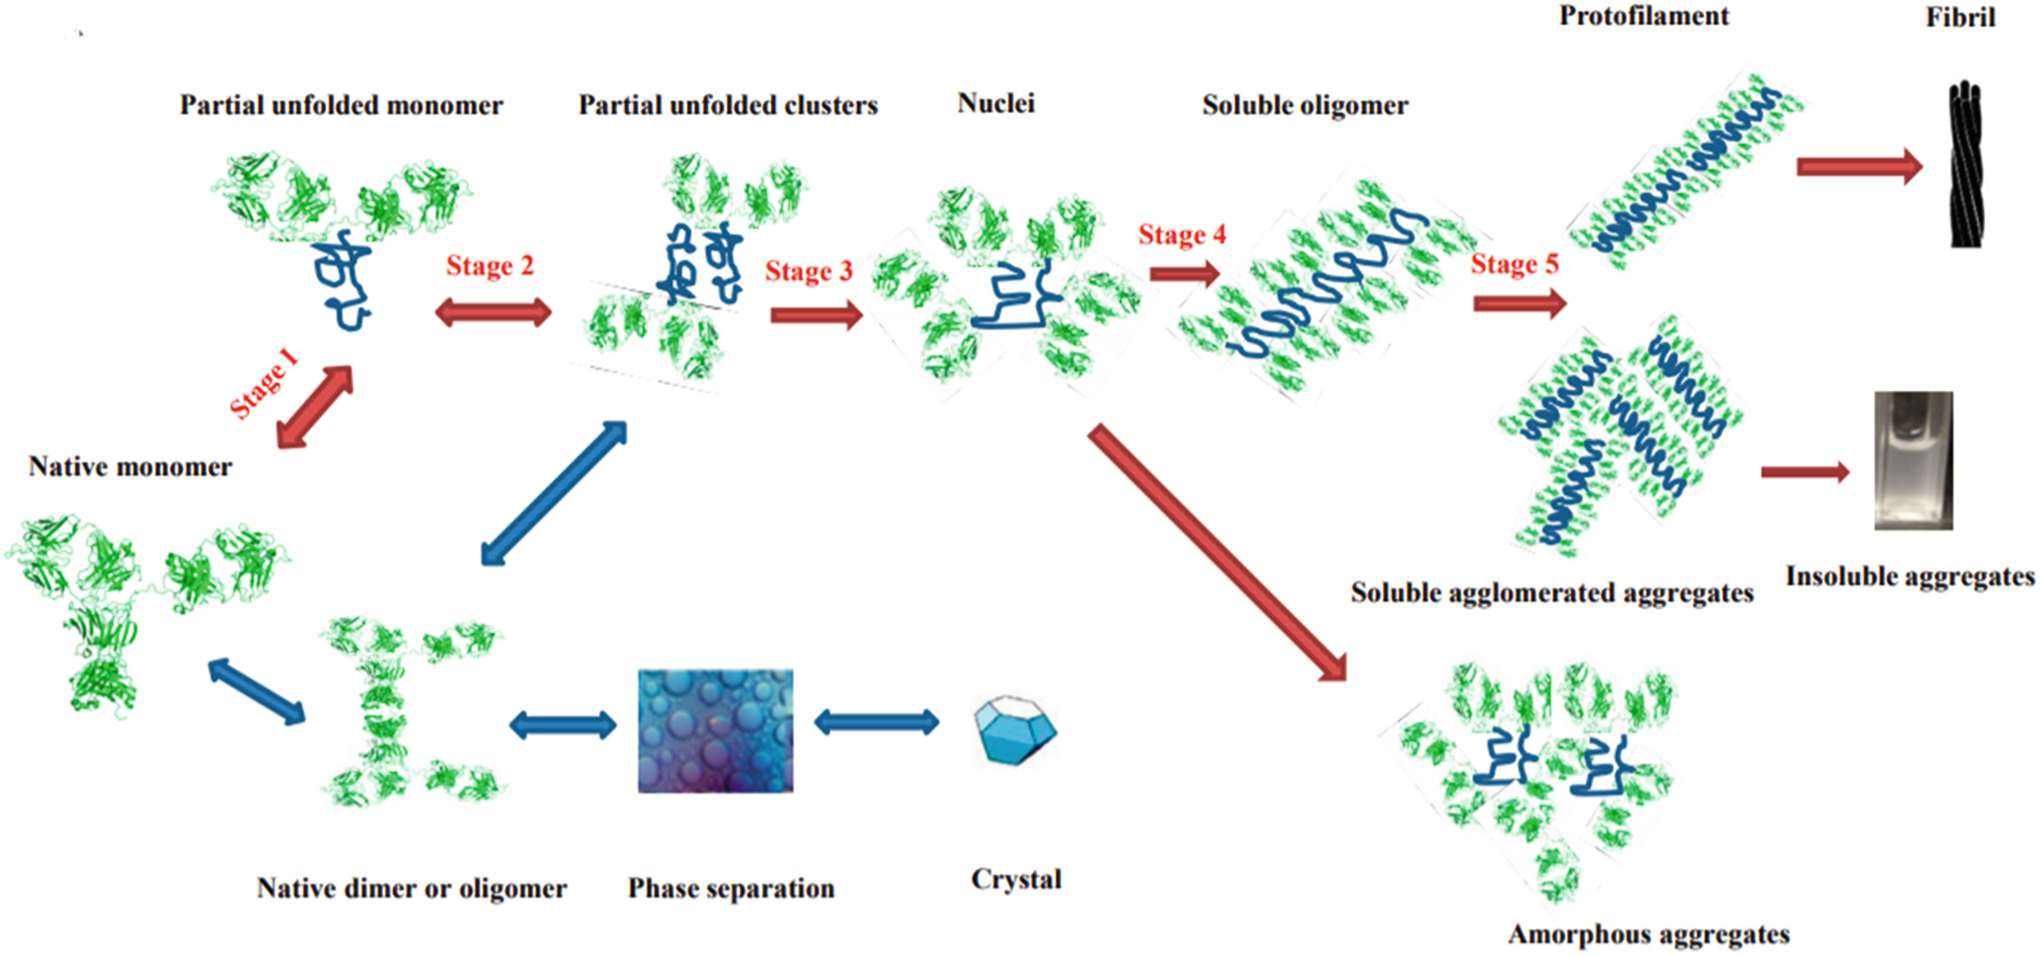 Protofilament
Fibril
Partial unfolded monomer
Partial unfolded clusters
Nuclei
Soluble oligomer
Stage 4
Stage 2
Stage 3
Stage 5
Stage I
Native monomer
Soluble agglomerated aggregates
Insoluble aggregates
Native dimer or oligomer
Phase separation
Crystal
Amorphous aggregates